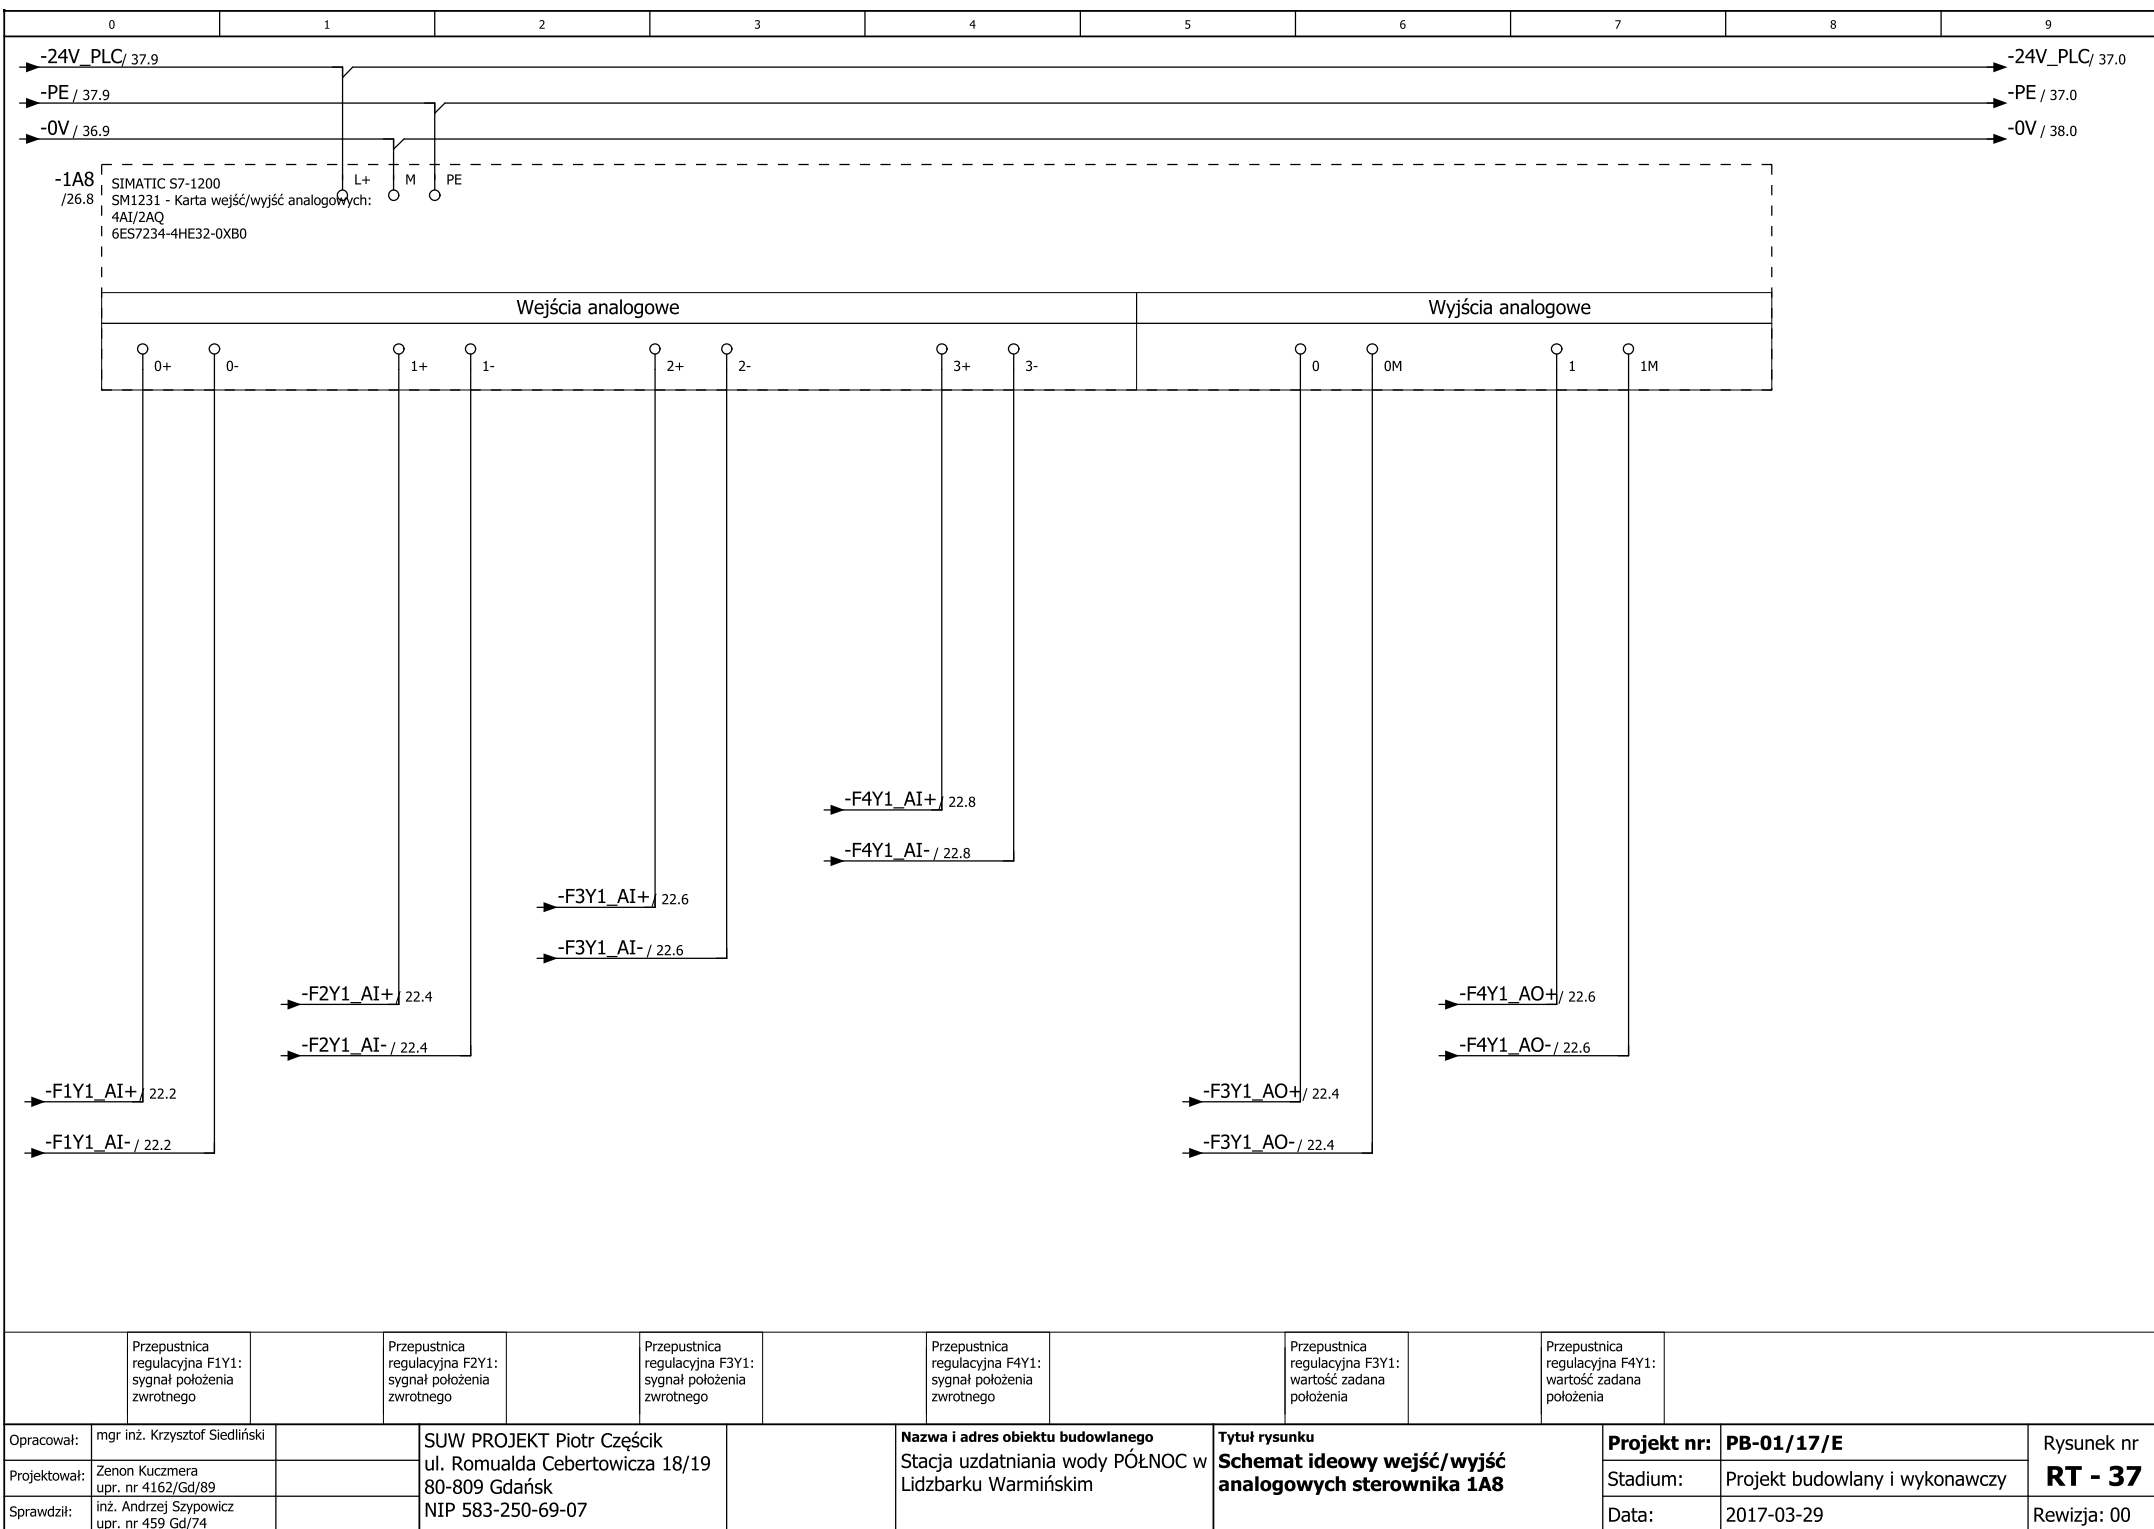 0 1 2 3 4 5 6 7 8 9
-24V_PLC/ 37.9
-24V_PLC/ 37.0
-PE / 37.9
-PE / 37.0
-0V / 36.9
-0V / 38.0
-1A8
/26.8
SIMATIC S7-1200
SM1231 - Karta wejść/wyjść analogowych:
4AI/2AQ
6ES7234-4HE32-0XB0
L+ M PE
Wejścia analogowe
Wyjścia analogowe
0+ 0- 1+ 1- 2+ 2- 3+ 3- 0 0M 1 1M
-F4Y1_AI+/ 22.8
-F4Y1_AI- / 22.8
-F3Y1_AI+/ 22.6
-F3Y1_AI- / 22.6
-F2Y1_AI+/ 22.4
-F4Y1_AO+/ 22.6
-F2Y1_AI- / 22.4
-F4Y1_AO- / 22.6
-F1Y1_AI+/ 22.2
-F3Y1_AO+/ 22.4
-F1Y1_AI- / 22.2
-F3Y1_AO- / 22.4
Przepustnica
regulacyjna F1Y1:
sygnał położenia
zwrotnego
Przepustnica
regulacyjna F2Y1:
sygnał położenia
zwrotnego
Przepustnica
regulacyjna F3Y1:
sygnał położenia
zwrotnego
Przepustnica
regulacyjna F4Y1:
sygnał położenia
zwrotnego
Przepustnica
regulacyjna F3Y1:
wartość zadana
położenia
Przepustnica
regulacyjna F4Y1:
wartość zadana
położenia
Opracował: mgr inż. Krzysztof Siedliński
Projektował: Zenon Kuczmera
upr. nr 4162/Gd/89
Sprawdził: inż. Andrzej Szypowicz
upr. nr 459 Gd/74
SUW PROJEKT Piotr Częścik
ul. Romualda Cebertowicza 18/19
80-809 Gdańsk
NIP 583-250-69-07
Nazwa i adres obiektu budowlanego
Stacja uzdatniania wody PÓŁNOC w
Lidzbarku Warmińskim
Tytuł rysunku
Schemat ideowy wejść/wyjść
analogowych sterownika 1A8
Projekt nr: PB-01/17/E
Stadium: Projekt budowlany i wykonawczy
Data: 2017-03-29
Rysunek nr
RT - 37
Rewizja: 00